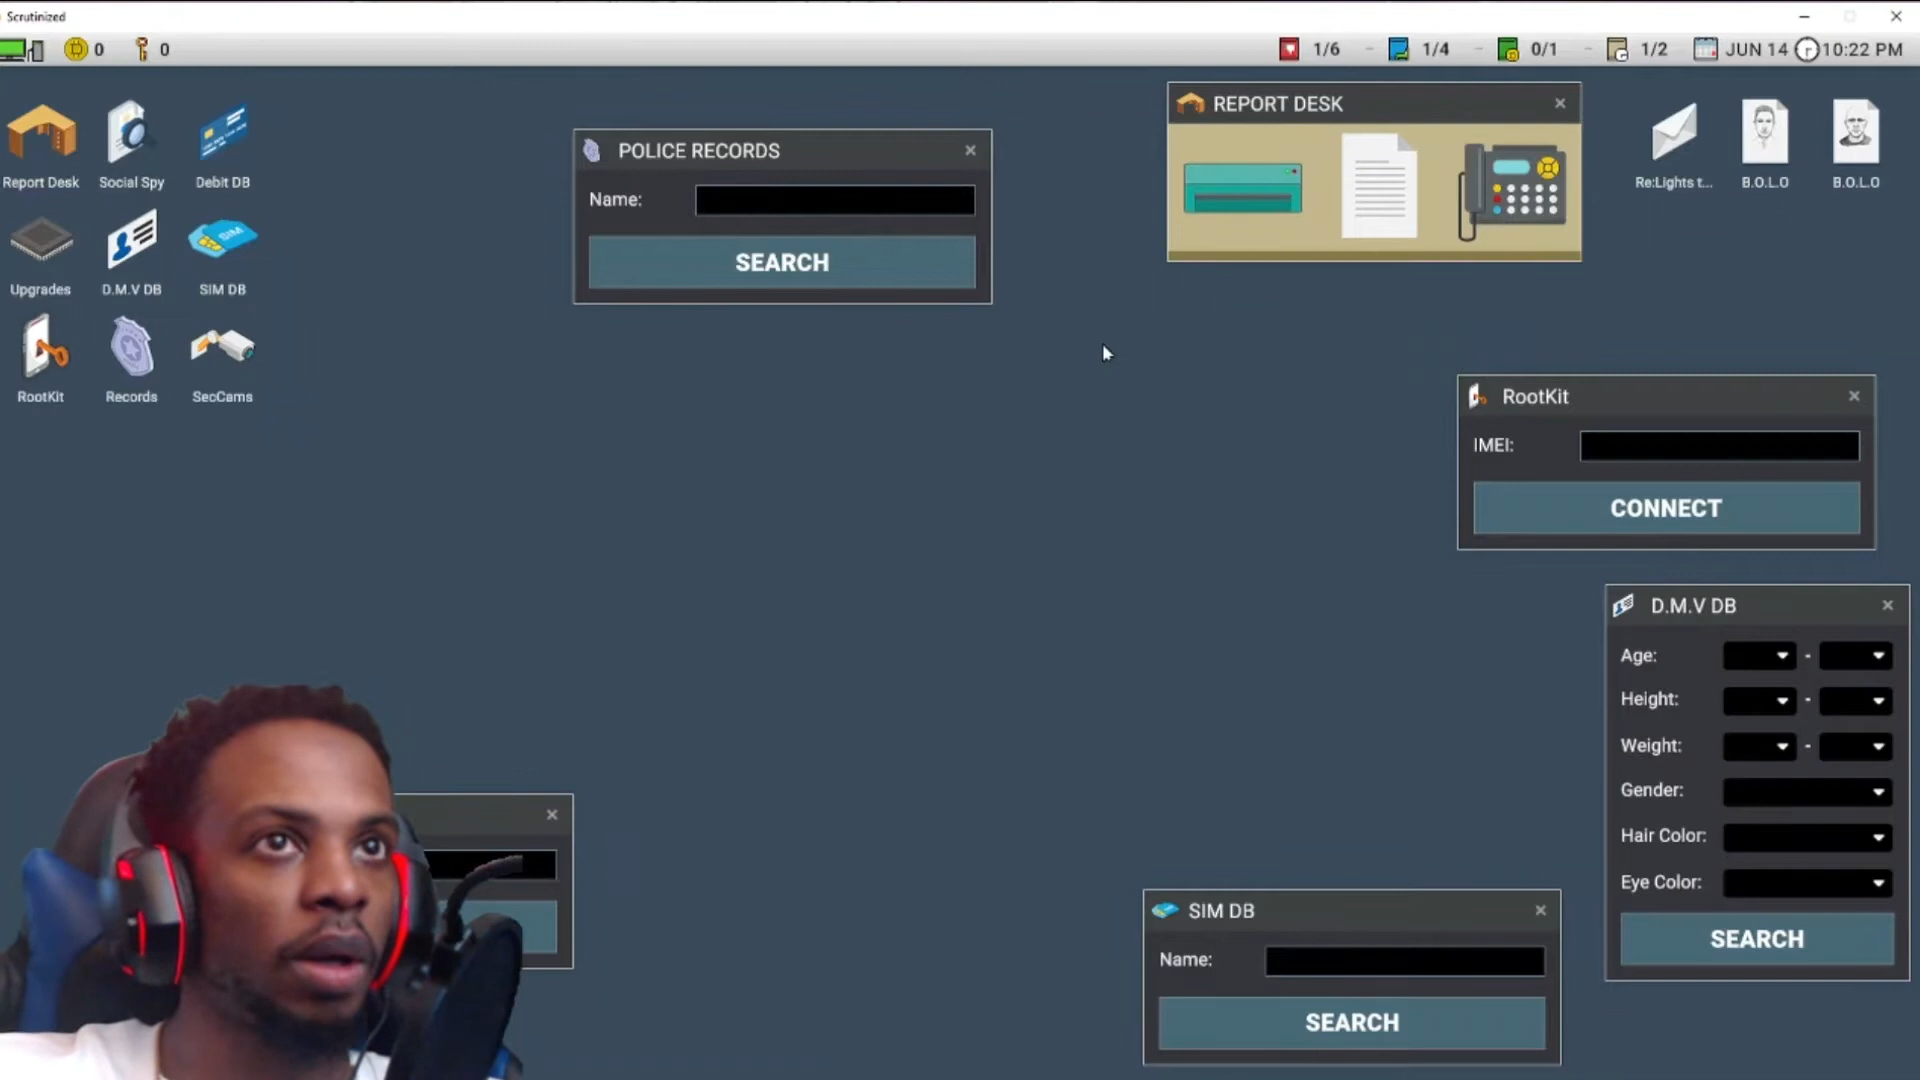 Scrutinized
0
0
1/6
1/4
0/1
1/2
JUN 14
10:22 PM
Report Desk
Social Spy
Debit DB
Upgrades
D.M.V DB
SIM DB
RootKit
Records
SecCams
POLICE RECORDS
Name:
SEARCH
REPORT DESK
Re:Lights t...
B.O.L.O
B.O.L.O
RootKit
IMEI:
CONNECT
D.M.V DB
Age:
-
Height:
-
Weight:
-
Gender:
Hair Color:
Eye Color:
SEARCH
SIM DB
Name:
SEARCH